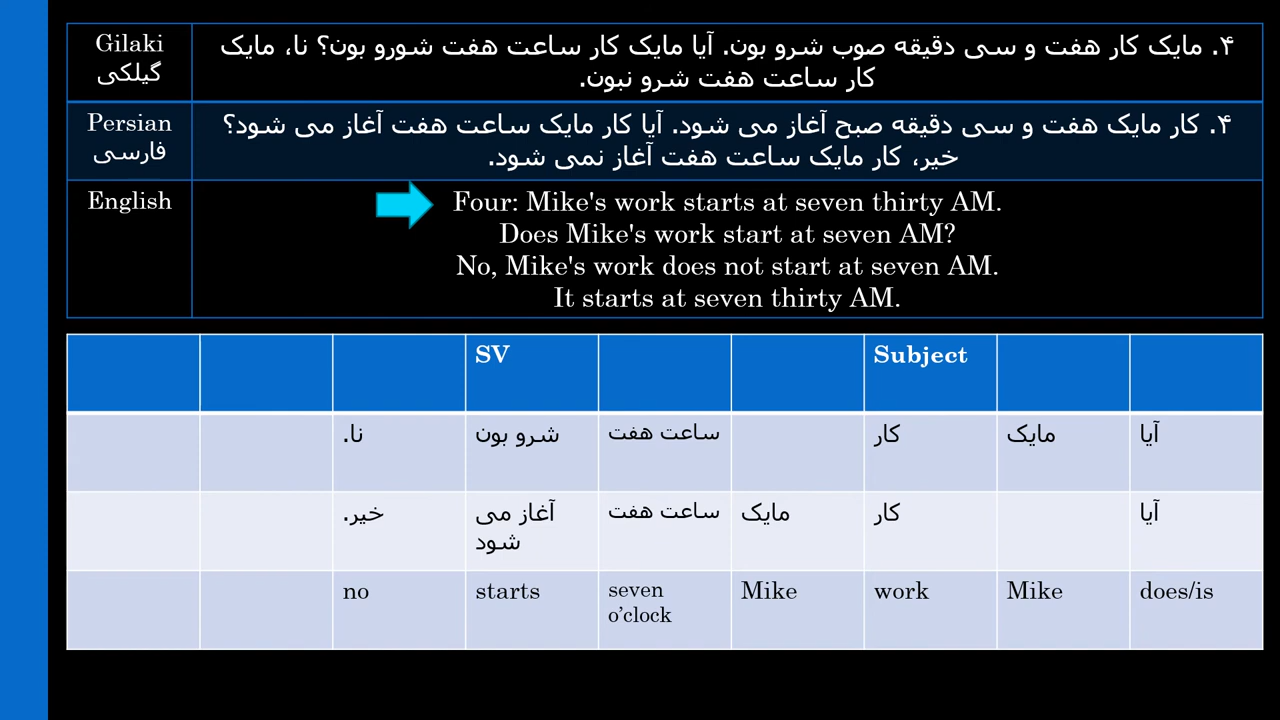 Gilaki
گیلکی
۴. مایک کار هفت و سی دقیقه صوب شرو بون. آیا مایک کار ساعت هفت شورو بون؟ نا، مایک
کار ساعت هفت شرو نبون.
Persian
فارسی
۴. کار مایک هفت و سی دقیقه صبح آغاز می شود. آیا کار مایک ساعت هفت آغاز می شود؟
خیر، کار مایک ساعت هفت آغاز نمی شود.
English
Four: Mike's work starts at seven thirty AM.
Does Mike's work start at seven AM?
No, Mike's work does not start at seven AM.
It starts at seven thirty AM.
SV Subject
آیا مایک کار ساعت هفت شرو بون نا.
آیا کار مایک ساعت هفت آغاز می
شود
خیر.
no starts seven Mike work Mike does/is
o’clock